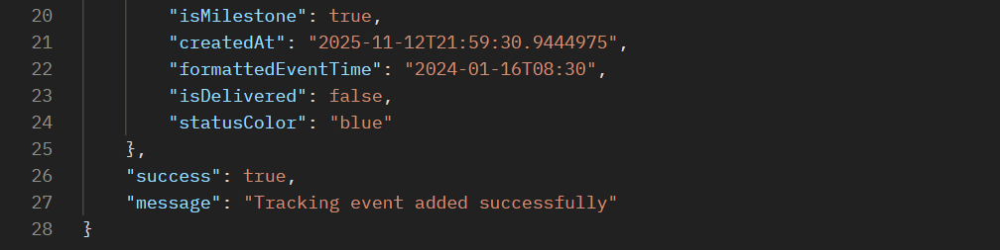 20 "isMilestone": true,
21 "createdAt": "2025-11-12T21:59:30.9444975",
22 "formattedEventTime": "2024-01-16T08:30",
23 "isDelivered": false,
24 "statusColor": "blue"
25 },
26 "success": true,
27 "message": "Tracking event added successfully"
28 }